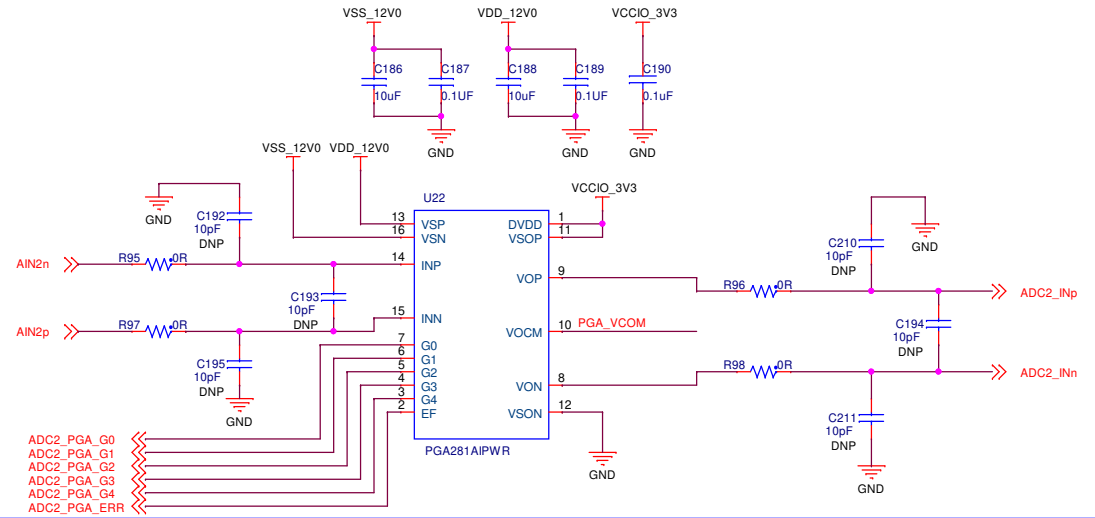 VSS_12V0 VDD_12V0 VCCIO_3V3
C186 C187 C188 C189 C190
10uF 0.1UF 10uF 0.1UF 0.1uF
GND GND GND
VSS_12V0 VDD_12V0
VCCIO_3V3
U22
GND
C192
10pF
DNP
13 VSP
16 VSN
DVDD 1
VSOP 11
GND
C210
10pF
DNP
AIN2n R95 0R 14 INP
VOP 9
R96 0R ADC2_INp
C193
10pF
DNP
15 INN
AIN2p R97 0R
VOCM 10 PGA_VCOM
C194
10pF
DNP
7 G0
6 G1
5 G2
4 G3
3 G4
2 EF
C195
10pF
DNP
GND
VON 8
R98 0R ADC2_INn
VSON 12
GND
C211
10pF
DNP
GND
ADC2_PGA_G0
ADC2_PGA_G1
ADC2_PGA_G2
ADC2_PGA_G3
ADC2_PGA_G4
ADC2_PGA_ERR
PGA281AIPWR